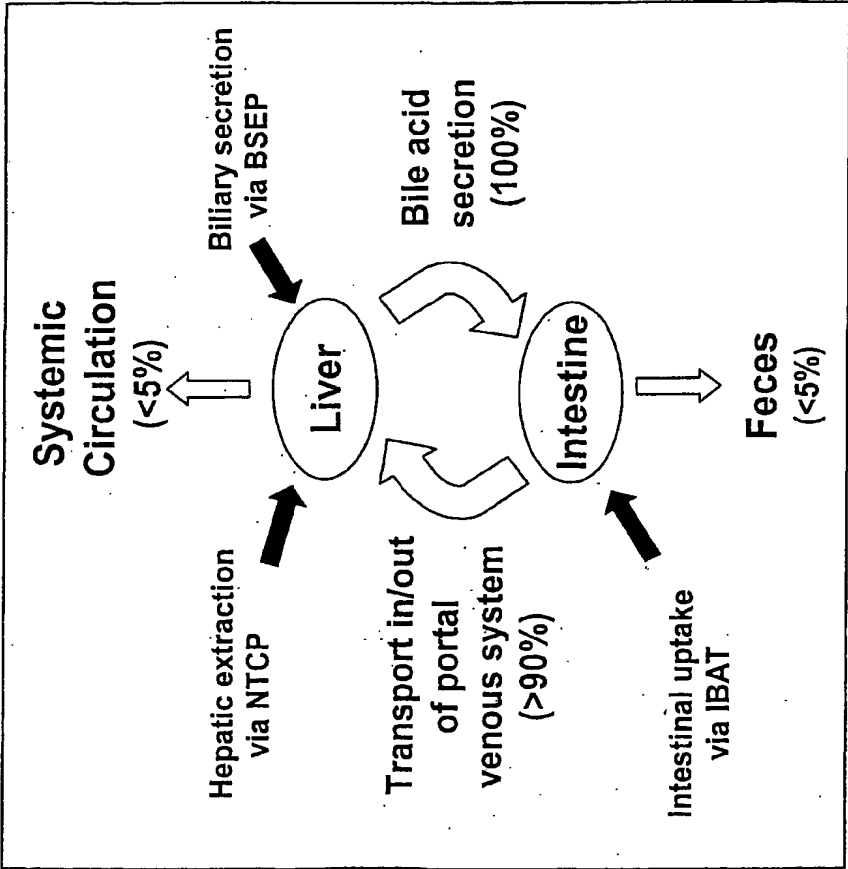 Systemic
Circulation
(<5%)
Hepatic extraction
via NTCP
Biliary secretion
via BSEP
Liver
Transport in/out
of portal
venous system
(>90%)
Bile acid
secretion
(100%)
Intestine
Intestinal uptake
via IBAT
Feces
(<5%)